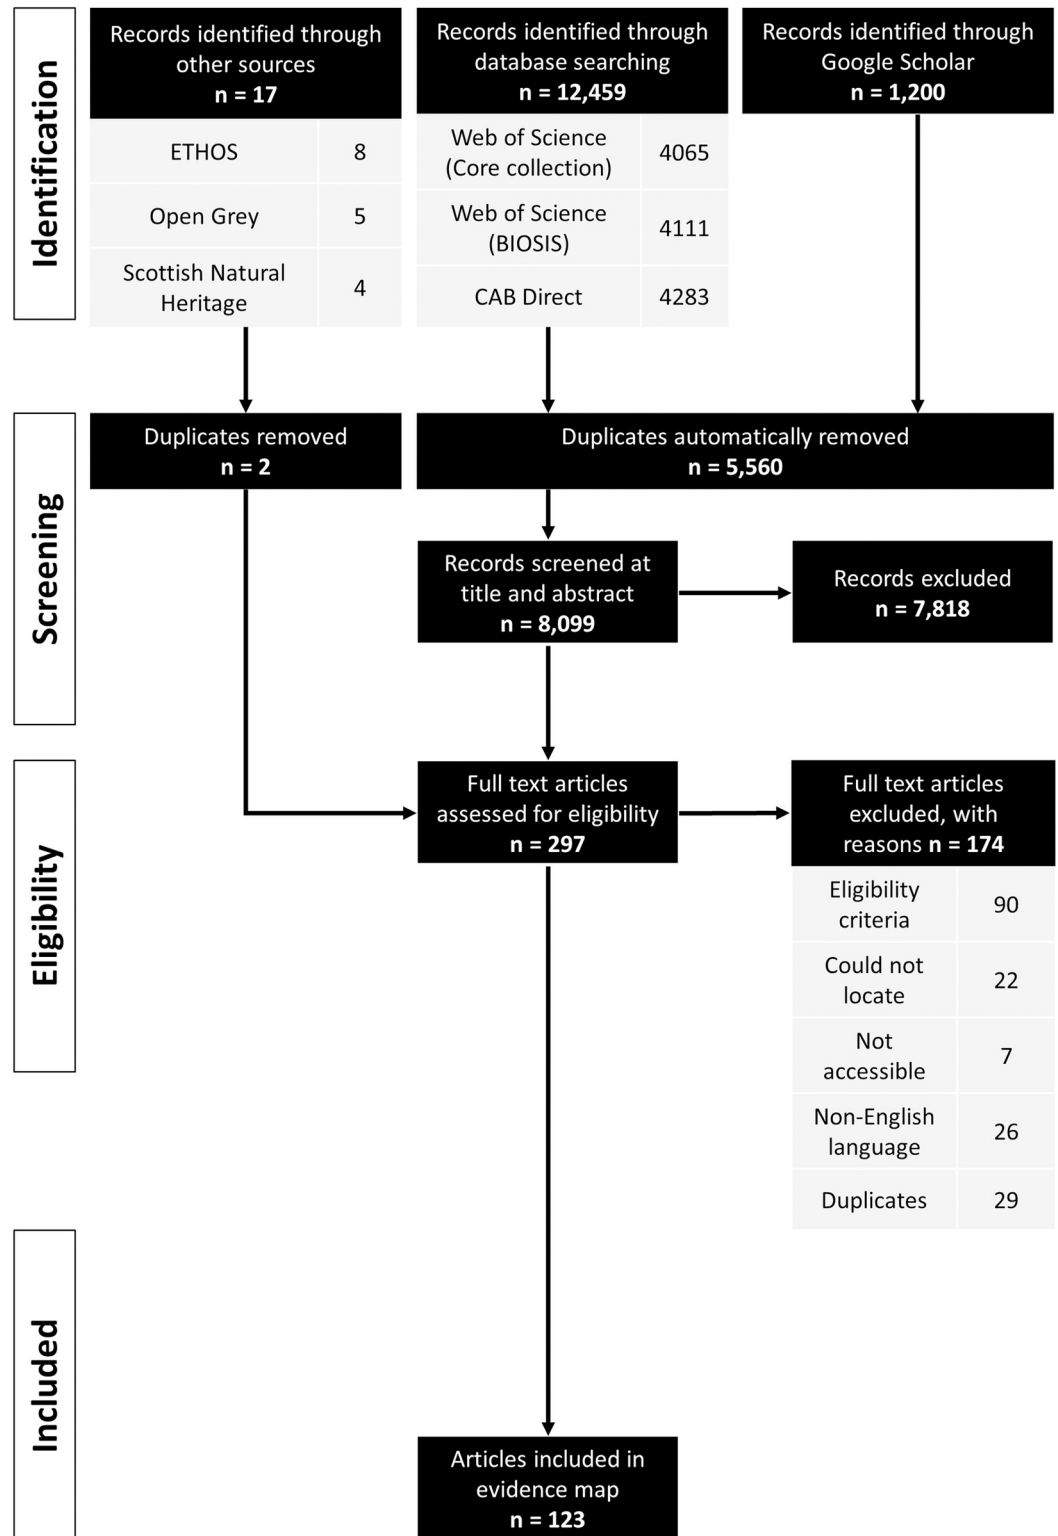 Identification
Records identified through
other sources
n = 17
ETHOS 8
Open Grey 5
Scottish Natural
Heritage 4
Records identified through
database searching
n = 12,459
Web of Science
(Core collection) 4065
Web of Science
(BIOSIS) 4111
CAB Direct 4283
Records identified through
Google Scholar
n = 1,200
Screening
Duplicates removed
n = 2
Duplicates automatically removed
n = 5,560
Records screened at
title and abstract
n = 8,099
Records excluded
n = 7,818
Eligibility
Full text articles
assessed for eligibility
n = 297
Full text articles
excluded, with
reasons n = 174
Eligibility
criteria 90
Could not
locate 22
Not
accessible 7
Non-English
language 26
Duplicates 29
Included
Articles included in
evidence map
n = 123